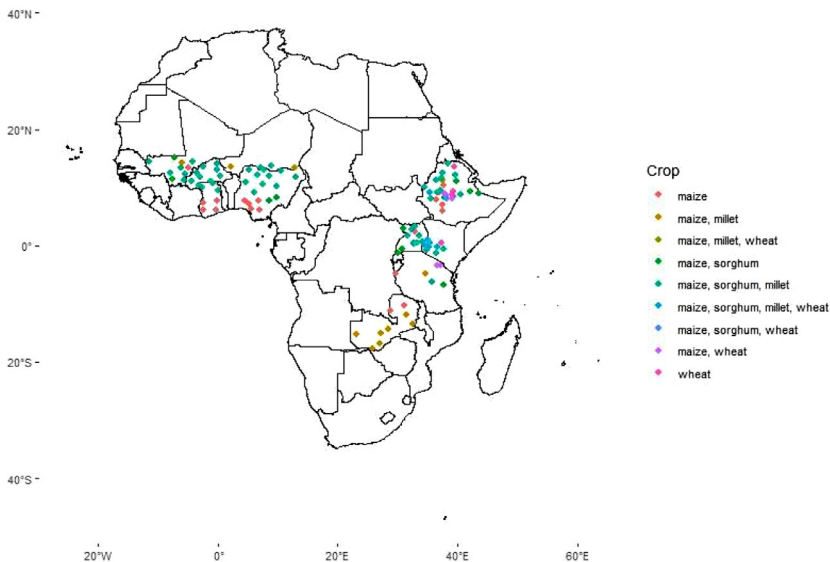 40°N
20°N
0°
20°S
40°S
20°W 0° 20°E 40°E 60°E
Crop
maize
maize, millet
maize, millet, wheat
maize, sorghum
maize, sorghum, millet
maize, sorghum, millet, wheat
maize, sorghum, wheat
maize, wheat
wheat